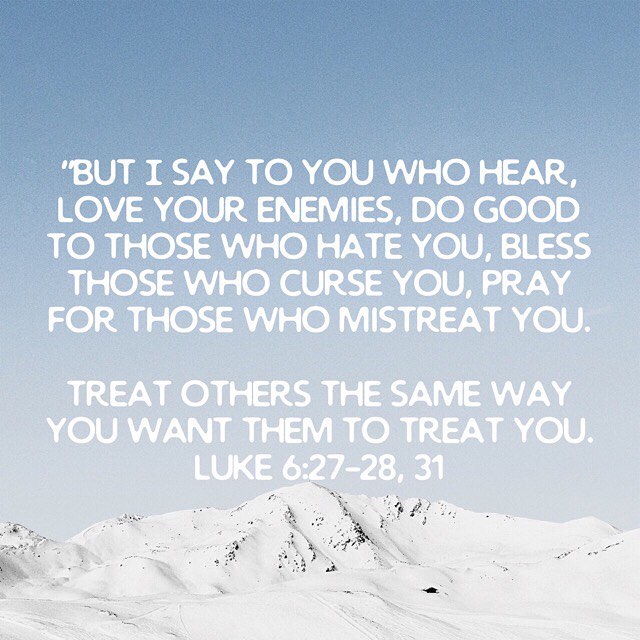 “BUT I SAY TO YOU WHO HEAR,
LOVE YOUR ENEMIES, DO GOOD
TO THOSE WHO HATE YOU, BLESS
THOSE WHO CURSE YOU, PRAY
FOR THOSE WHO MISTREAT YOU.
TREAT OTHERS THE SAME WAY
YOU WANT THEM TO TREAT YOU.
LUKE 6:27-28, 31